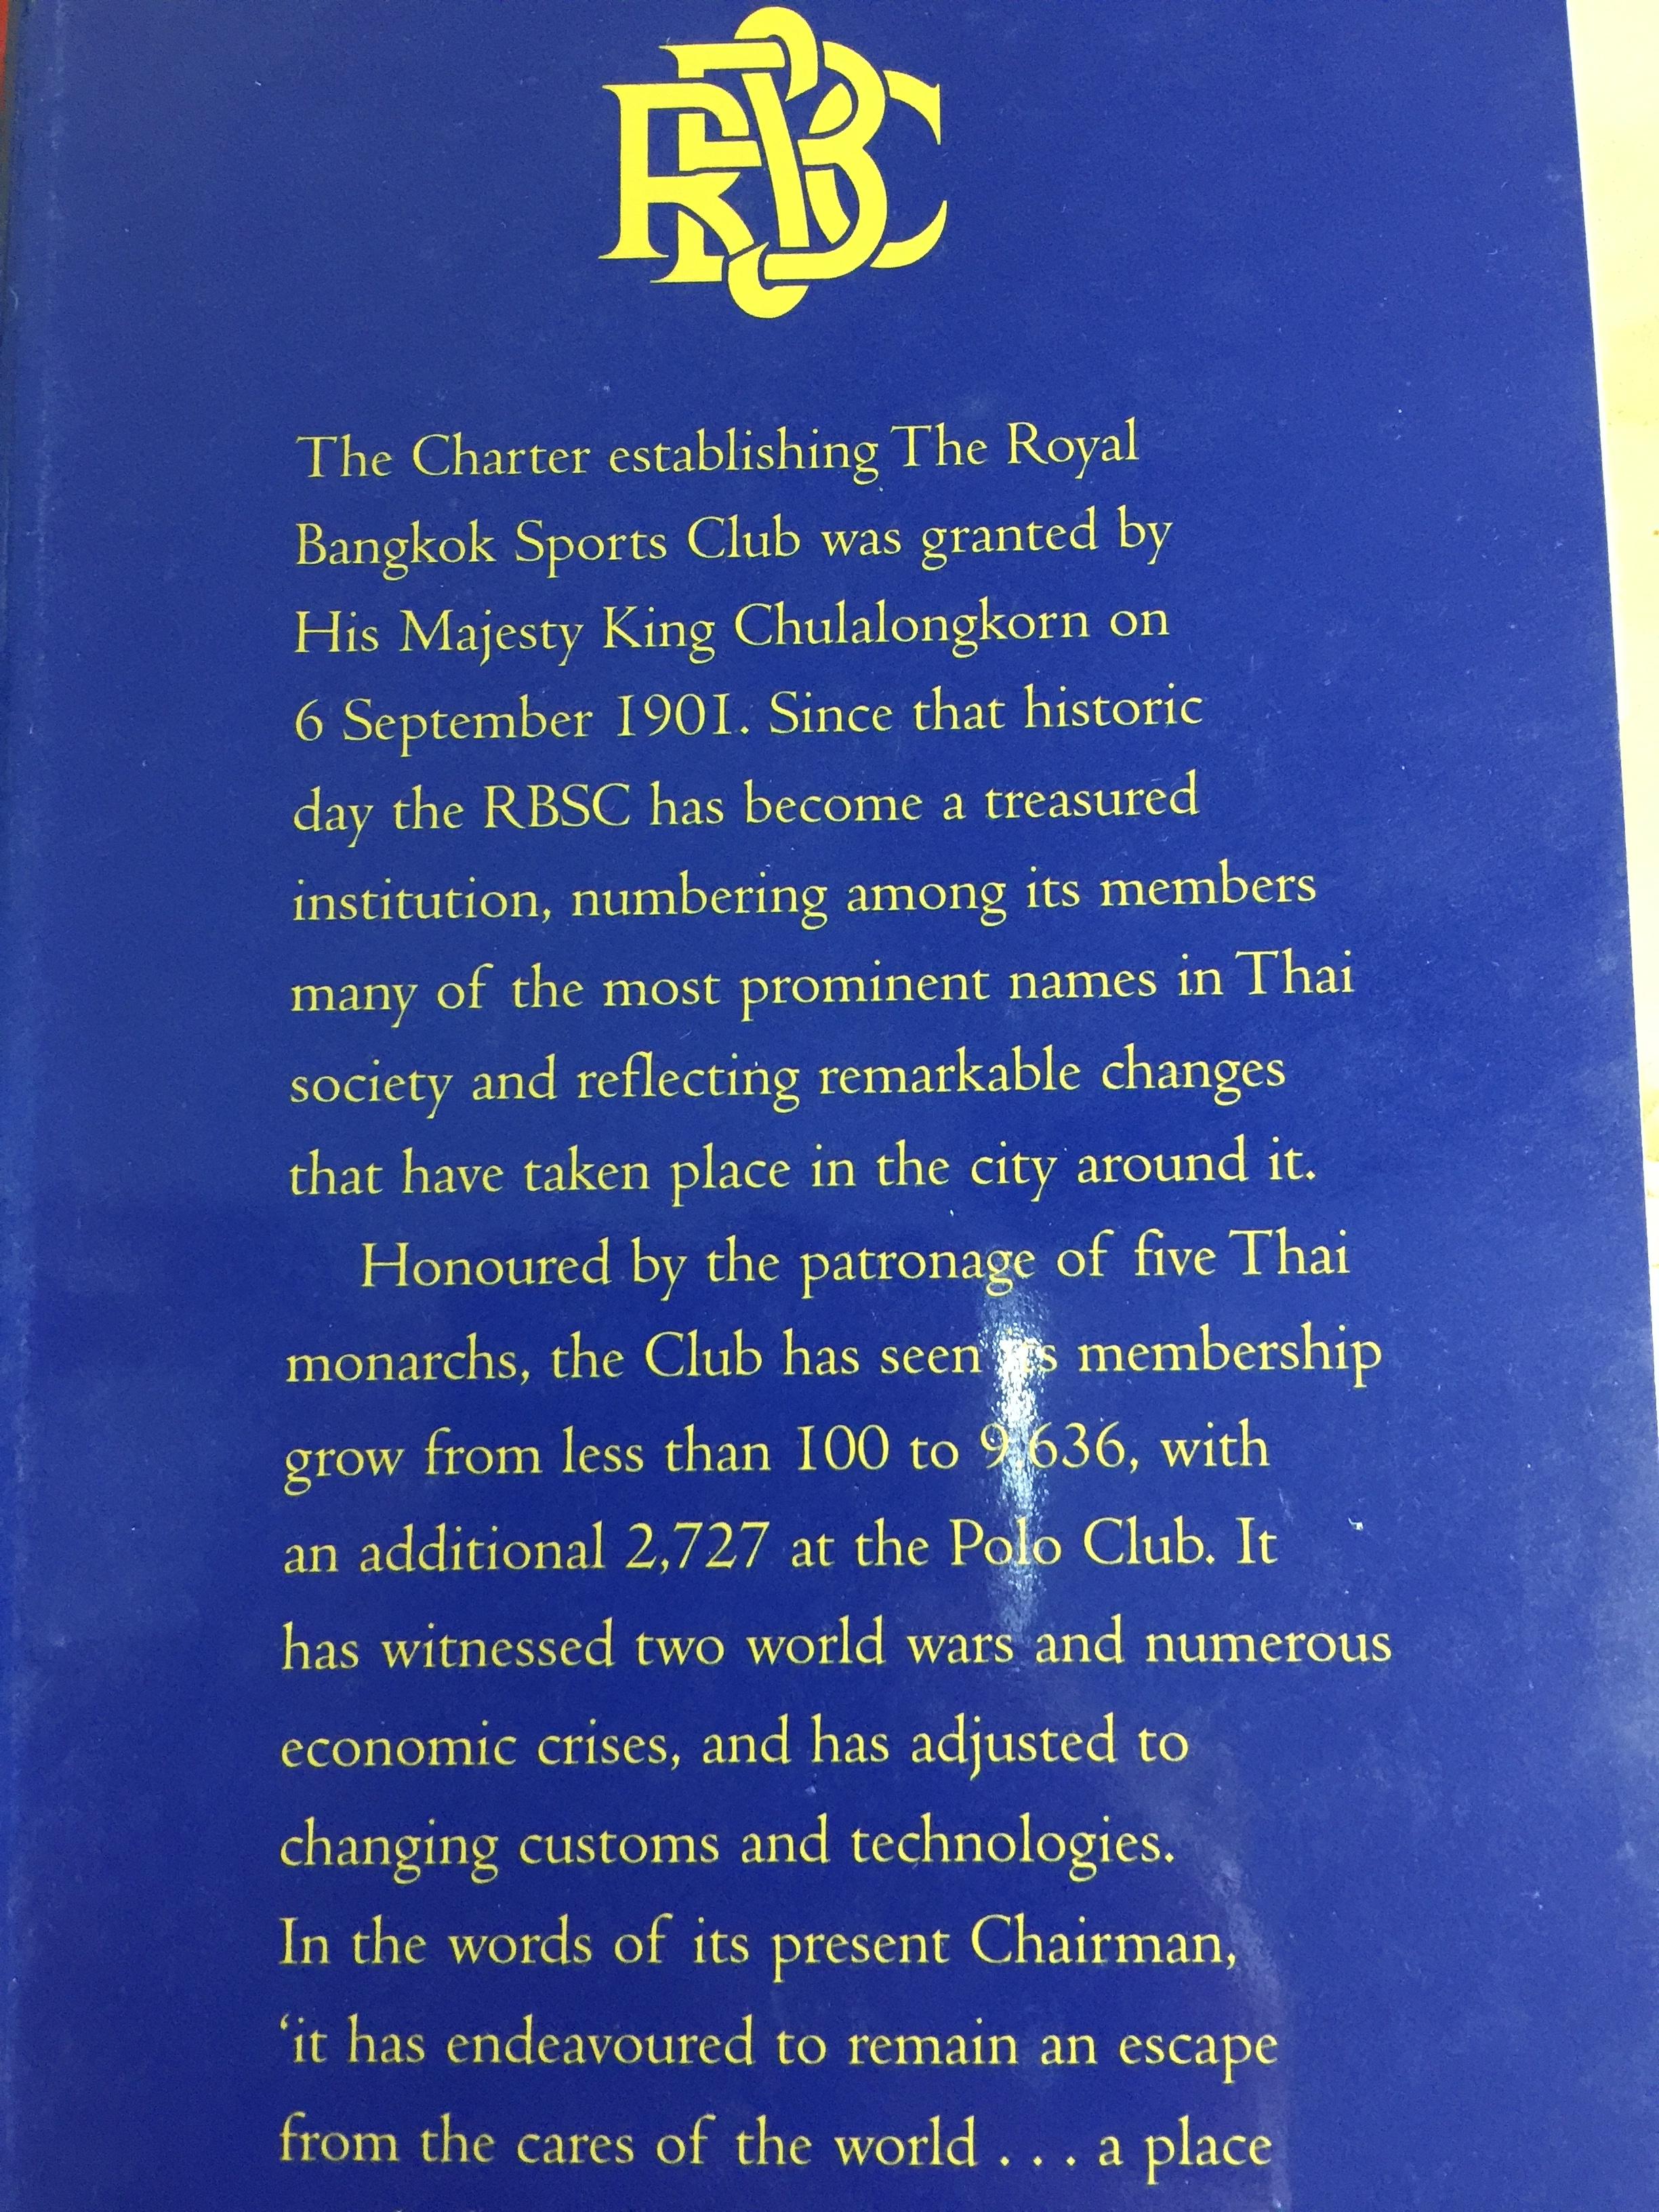 RBSC
The Charter establishing The Royal
Bangkok Sports Club was granted by
His Majesty King Chulalongkorn on
6 September 1901. Since that historic
day the RBSC has become a treasured
institution, numbering among its members
many of the most prominent names in Thai
society and reflecting remarkable changes
that have taken place in the city around it.
Honoured by the patronage of five Thai
monarchs, the Club has seen its membership
grow from less than 100 to 9,636, with
an additional 2,727 at the Polo Club. It
has witnessed two world wars and numerous
economic crises, and has adjusted to
changing customs and technologies.
In the words of its present Chairman,
‘it has endeavoured to remain an escape
from the cares of the world . . . a place